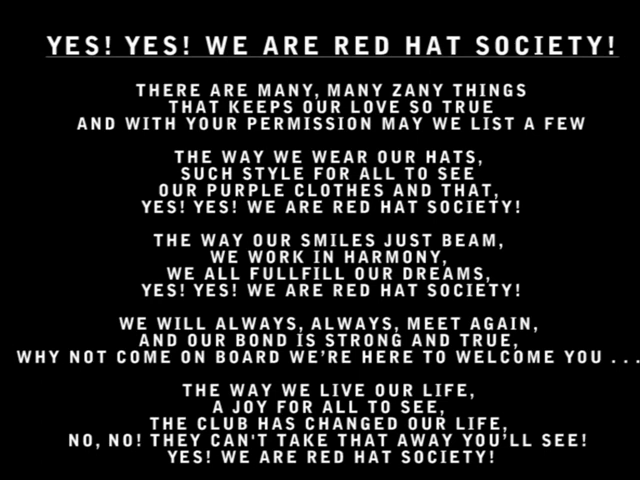 YES! YES! WE ARE RED HAT SOCIETY!
THERE ARE MANY, MANY ZANY THINGS
THAT KEEPS OUR LOVE SO TRUE
AND WITH YOUR PERMISSION MAY WE LIST A FEW
THE WAY WE WEAR OUR HATS,
SUCH STYLE FOR ALL TO SEE
OUR PURPLE CLOTHES AND THAT,
YES! YES! WE ARE RED HAT SOCIETY!
THE WAY OUR SMILES JUST BEAM,
WE WORK IN HARMONY,
WE ALL FULLFILL OUR DREAMS,
YES! YES! WE ARE RED HAT SOCIETY!
WE WILL ALWAYS, ALWAYS, MEET AGAIN,
AND OUR BOND IS STRONG AND TRUE,
WHY NOT COME ON BOARD WE'RE HERE TO WELCOME YOU . . .
THE WAY WE LIVE OUR LIFE,
A JOY FOR ALL TO SEE,
THE CLUB HAS CHANGED OUR LIFE,
NO, NO! THEY CAN'T TAKE THAT AWAY YOU'LL SEE!
YES! WE ARE RED HAT SOCIETY!